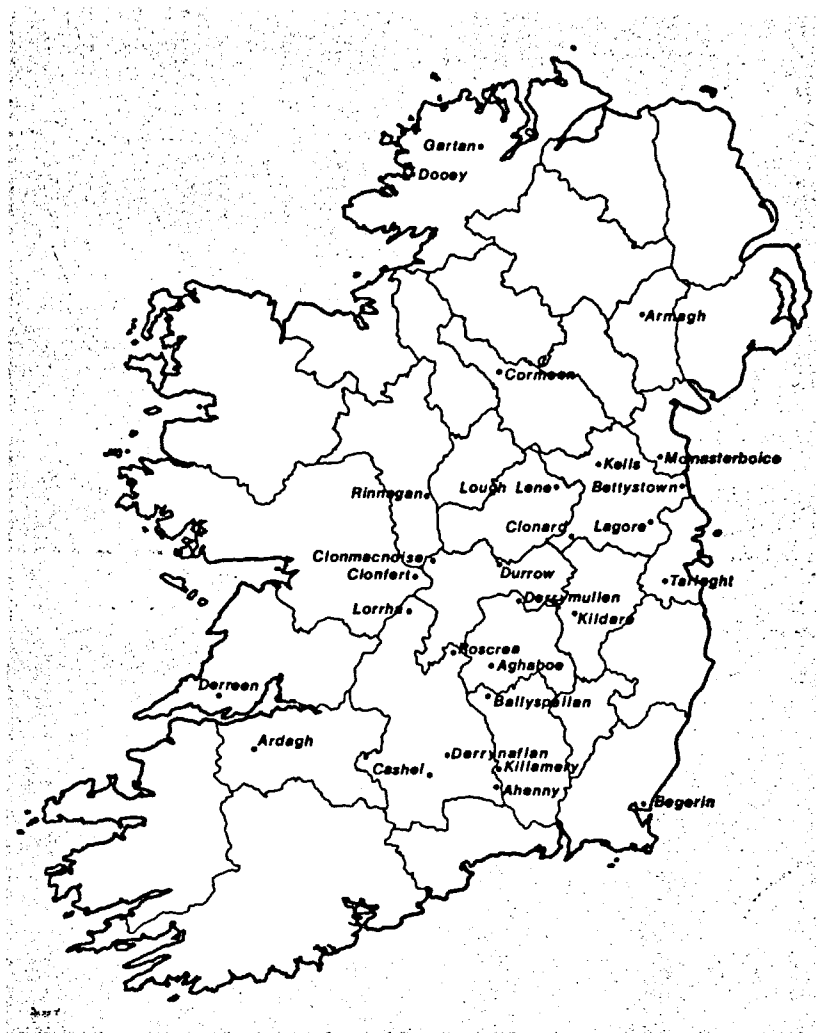 Gartan
Dooey
Armagh
Cormeen
Kells
Monasterboice
Rinnegan
Lough Lene
Bettystown
Clonard
Lagore
Clonmacnoise
Clonfert
Durrow
Tallaght
Derrymullen
Lorrha
Kildare
Roscrea
Aghaboe
Derreen
Ballyspellan
Ardagh
Derrynaflan
Cashel
Killamery
Ahenny
Begerin